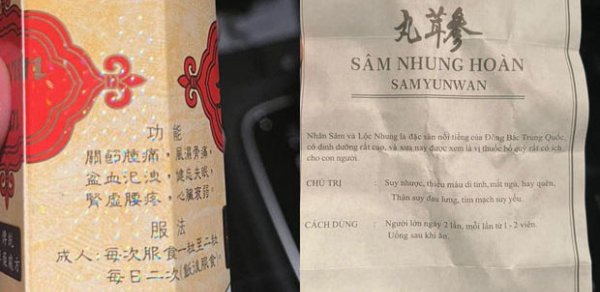 功能
關節腫痛，風濕骨痛，
盆血汜洩，健忘失眠，
腎虛腰疼，心臟衰弱。
服法
成人：每次服食一粒至二粒
每日二次（飯後服食）
丸茸參
SÂM NHUNG HOÀN
SAMYUNWAN
Nhân Sâm và Lộc Nhung là đặc sản nổi tiếng của Đông Bắc Trung Quốc,
có dinh dưỡng rất cao, và xưa nay được xem là vị thuốc bổ quý rất có ích
cho con người.
CHỦ TRỊ : Suy nhược, thiếu máu di tinh, mất ngủ, hay quên,
Thận suy đau lưng, tim mạch suy yếu.
CÁCH DÙNG : Người lớn ngày 2 lần, mỗi lần từ 1 - 2 viên.
Uống sau khi ăn.